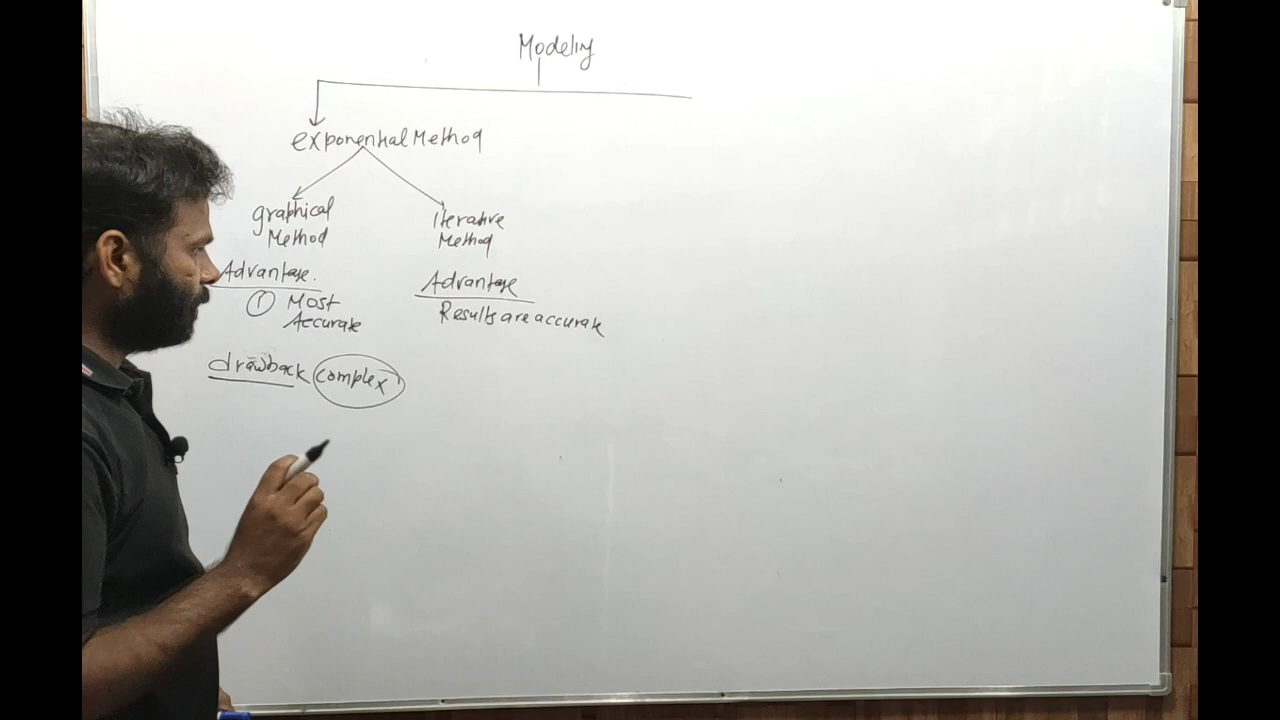 Modeling
exponential Method
graphical
Method
Iterative
Method
Advantage.
① Most
Accurate
Advantage
Results are accurate
drawback complex